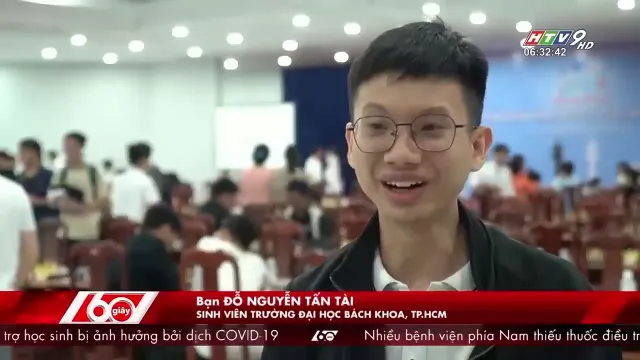 HTV9 HD
06:32:42
Bạn ĐỖ NGUYỄN TẤN TÀI
SINH VIÊN TRƯỜNG ĐẠI HỌC BÁCH KHOA, TP.HCM
60 giây
trợ học sinh bị ảnh hưởng bởi dịch COVID-19 60 Nhiều bệnh viện phía Nam thiếu thuốc điều tr